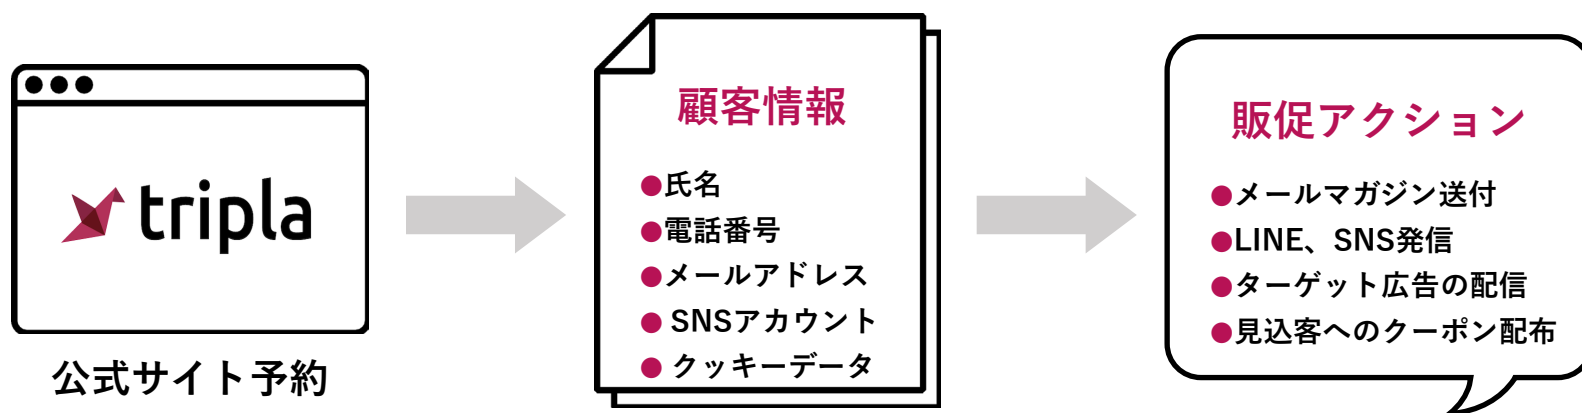 tripla
公式サイト予約
顧客情報
●氏名
●電話番号
●メールアドレス
●SNSアカウント
●クッキーデータ
販促アクション
●メールマガジン送付
●LINE、SNS発信
●ターゲット広告の配信
●見込客へのクーポン配布